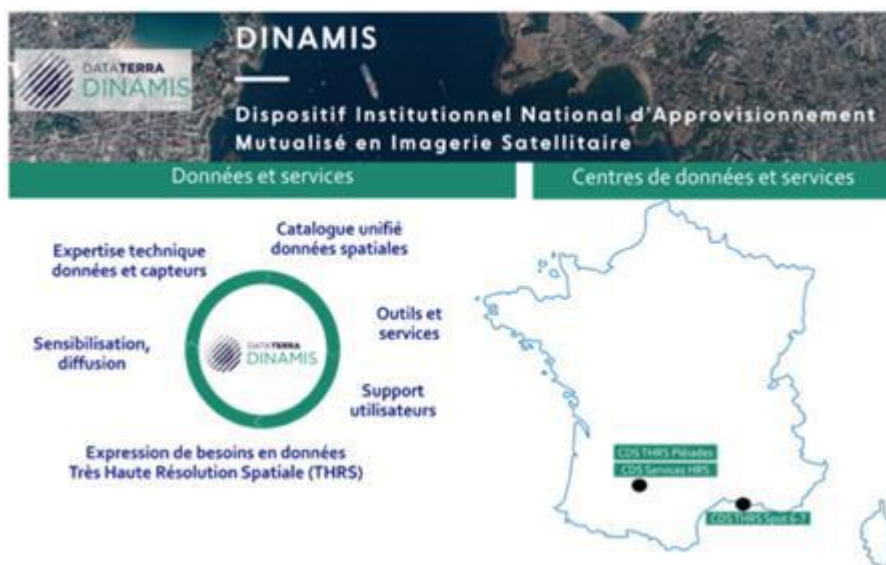 DATATERRA
DINAMIS
DINAMIS
Dispositif Institutionnel National d'Approvisionnement
Mutualisé en Imagerie Satellitaire
Données et services
Centres de données et services
Catalogue unifié
données spatiales
Expertise technique
données et capteurs
Outils et
services
Sensibilisation,
diffusion
DATATERRA
DINAMIS
Support
utilisateurs
Expression de besoins en données
Très Haute Résolution Spatiale (THRS)
CDS THRS Pléiades
CDS Services HRS
CDS THRS Spot 6-7